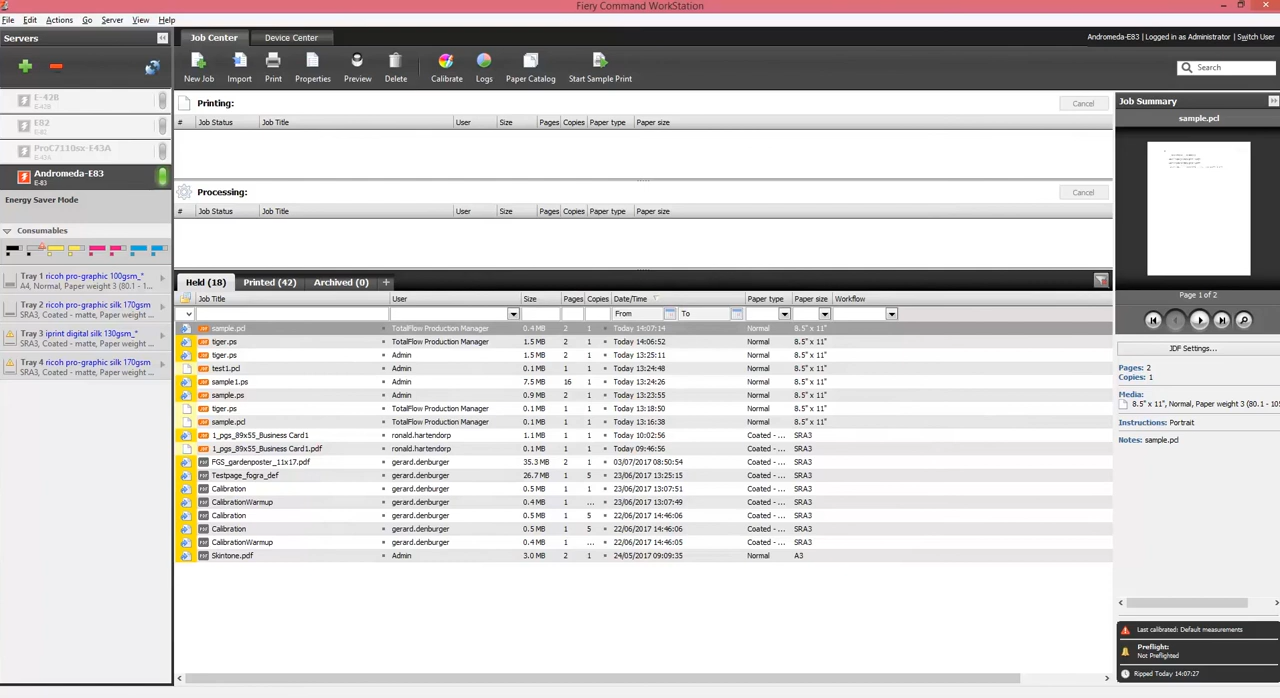 Fiery Command WorkStation
File Edit Actions Go Server View Help
Servers
Job Center Device Center
Andromeda-E83 | Logged in as Administrator | Switch User
New Job Import Print Properties Preview Delete Calibrate Logs Paper Catalog Start Sample Print
Search
E-42B
E-42B
E82
E-82
ProC7110sx-E43A
E-43A
Andromeda-E83
E-83
Energy Saver Mode
Consumables
Tray 1 ricoh pro-graphic 100gsm_*
A4, Normal, Paper weight 3 (80.1 - 1...
Tray 2 ricoh pro-graphic silk 170gsm
SRA3, Coated - matte, Paper weight ...
Tray 3 iprint digital silk 130gsm_*
SRA3, Coated - matte, Paper weight ...
Tray 4 ricoh pro-graphic silk 170gsm
SRA3, Coated - matte, Paper weight ...
Printing: Cancel
# Job Status Job Title User Size Pages Copies Paper type Paper size
Processing: Cancel
# Job Status Job Title User Size Pages Copies Paper type Paper size
Held (18) Printed (42) Archived (0) +
Job Title User Size Pages Copies Date/Time Paper type Paper size Workflow
From To
sample.pcl TotalFlow Production Manager 0.4 MB 2 1 Today 14:07:14 Normal 8.5" x 11"
tiger.ps TotalFlow Production Manager 1.5 MB 2 1 Today 14:06:52 Normal 8.5" x 11"
tiger.ps Admin 1.5 MB 2 1 Today 13:25:11 Normal 8.5" x 11"
test1.pcl Admin 0.1 MB 1 1 Today 13:24:48 Normal 8.5" x 11"
sample1.ps Admin 7.5 MB 16 1 Today 13:24:26 Normal 8.5" x 11"
sample.ps Admin 0.9 MB 2 1 Today 13:23:55 Normal 8.5" x 11"
tiger.ps TotalFlow Production Manager 0.1 MB 1 1 Today 13:18:50 Normal 8.5" x 11"
sample.pcl TotalFlow Production Manager 0.1 MB 1 1 Today 13:16:38 Normal 8.5" x 11"
1_pgs_89x55_Business Card1 ronald.hartendorp 1.1 MB 1 1 Today 10:02:56 Coated - ... SRA3
1_pgs_89x55_Business Card1.pdf ronald.hartendorp 0.1 MB 1 1 Today 09:46:56 Coated - ... SRA3
FGS_gardenposter_11x17.pdf gerard.denburger 35.3 MB 2 1 03/07/2017 08:50:54 Coated - ... SRA3
Testpage_fogra_def gerard.denburger 26.7 MB 1 5 23/06/2017 13:25:15 Coated - ... SRA3
Calibration gerard.denburger 0.5 MB 1 1 23/06/2017 13:07:51 Coated - ... SRA3
CalibrationWarmup gerard.denburger 0.4 MB 1 ... 23/06/2017 13:07:49 Coated - ... SRA3
Calibration gerard.denburger 0.5 MB 1 5 22/06/2017 14:46:06 Coated - ... SRA3
Calibration gerard.denburger 0.5 MB 1 5 22/06/2017 14:46:06 Coated - ... SRA3
CalibrationWarmup gerard.denburger 0.4 MB 1 ... 22/06/2017 14:46:05 Coated - ... SRA3
Skintone.pdf Admin 3.0 MB 2 1 24/05/2017 09:09:35 Normal A3
Job Summary
sample.pcl
Page 1 of 2
JDF Settings...
Pages: 2
Copies: 1
Media:
8.5" x 11", Normal, Paper weight 3 (80.1 - 105
Instructions: Portrait
Notes: sample.pcl
Last calibrated: Default measurements
Preflight:
Not Preflighted
Ripped Today 14:07:27